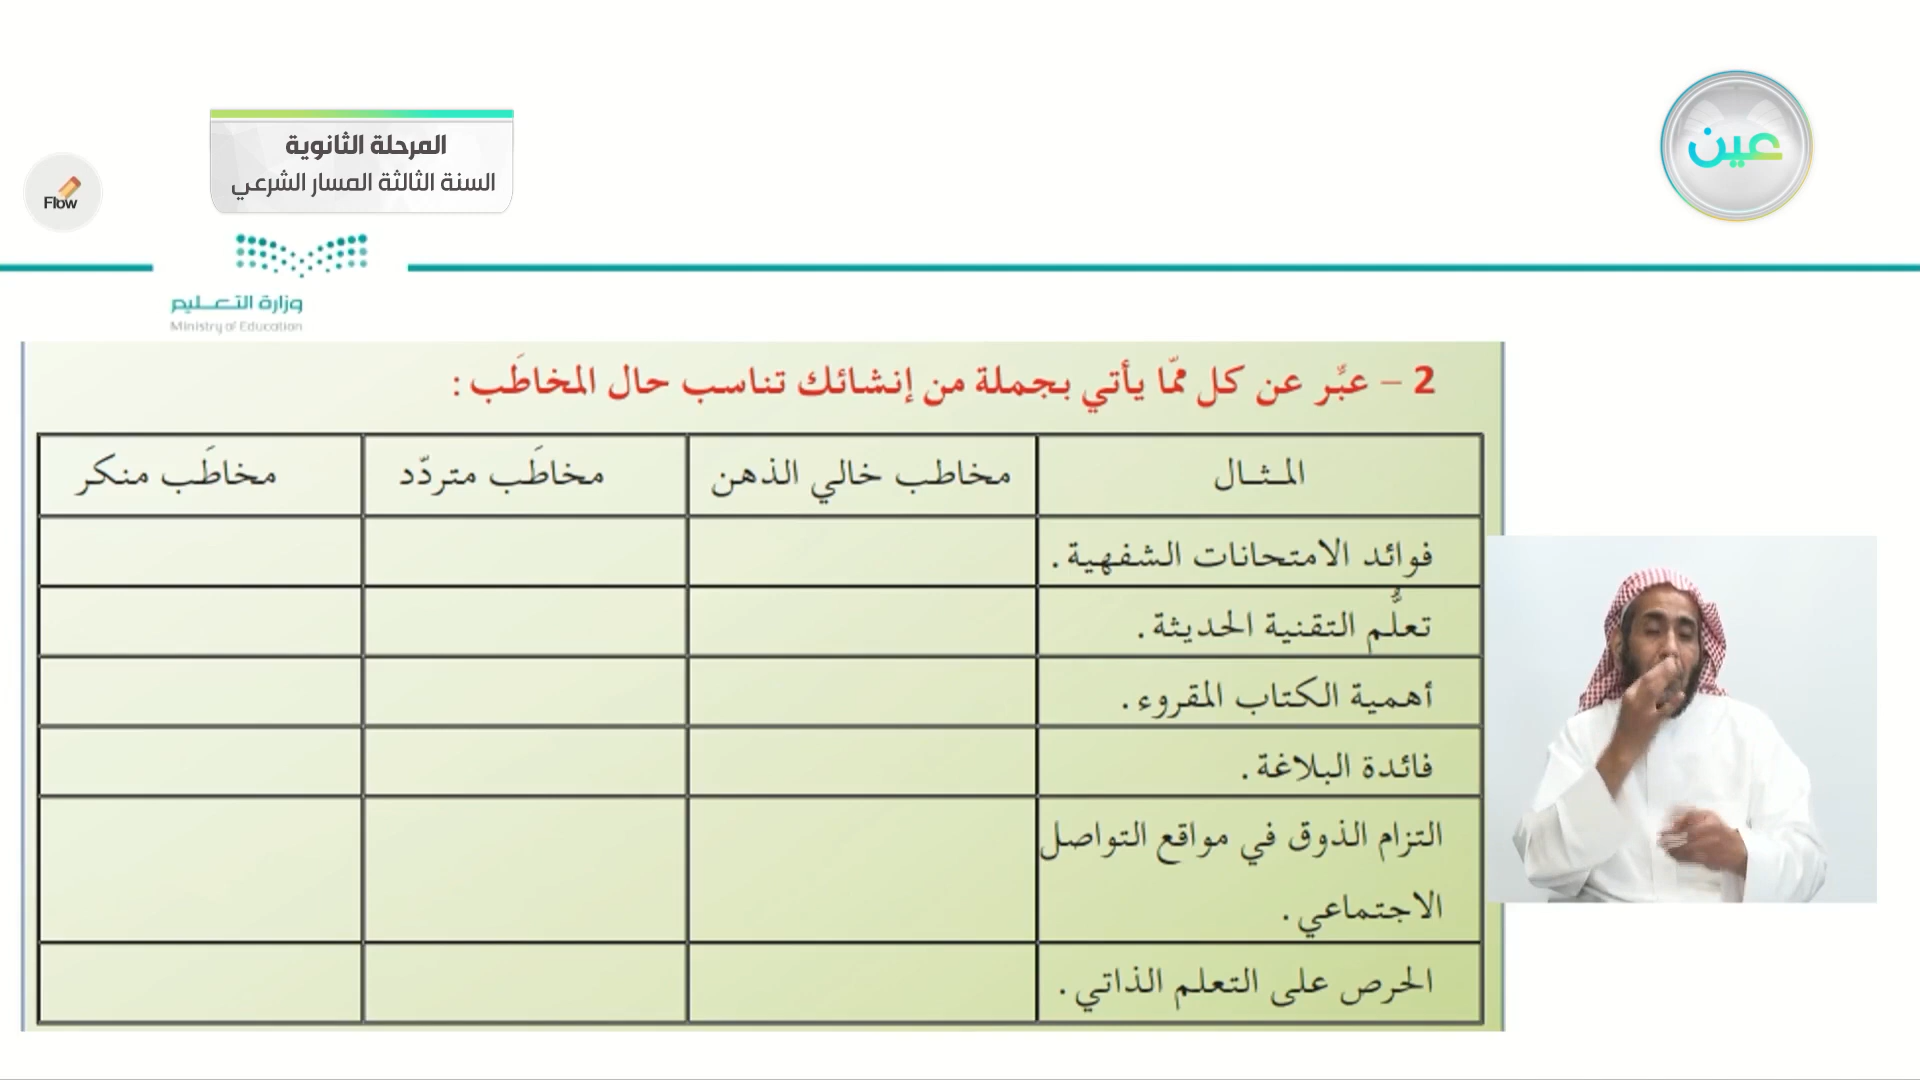 المرحلة الثانوية
السنة الثالثة المسار الشرعي
عين
Flow
وزارة التعـليم
Ministry of Education
2 – عبِّر عن كل ممّا يأتي بجملة من إنشائك تناسب حال المخاطَب :
المـثـال
مخاطب خالي الذهن
مخاطَب متردّد
مخاطَب منكر
فوائد الامتحانات الشفهية .
تعلُّم التقنية الحديثة .
أهمية الكتاب المقروء .
فائدة البلاغة .
التزام الذوق في مواقع التواصل
الاجتماعي .
الحرص على التعلم الذاتي .